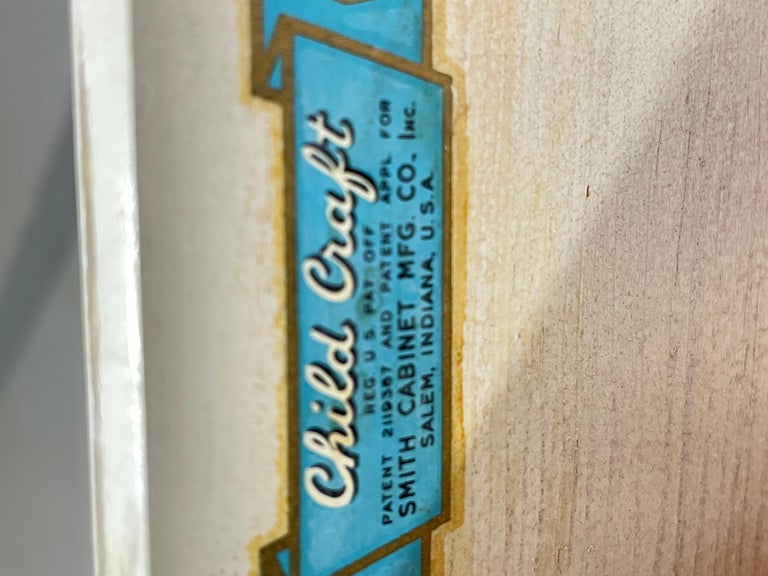 Child Craft
REG U.S. PAT. OFF
PATENT 2119367 AND PATENT APPL FOR
SMITH CABINET MFG. CO., INC.
SALEM, INDIANA, U.S.A.